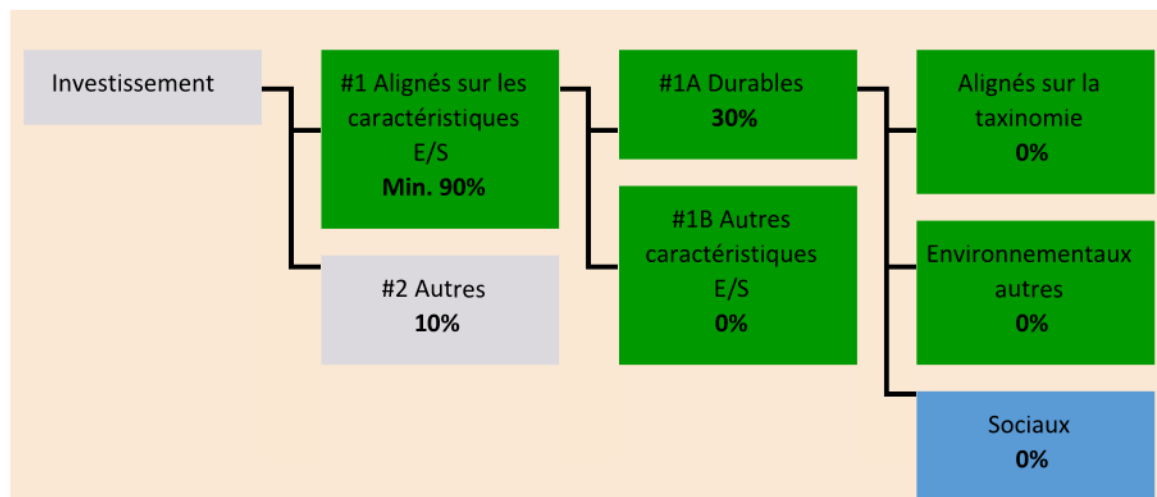 Investissement
#1 Alignés sur les
caractéristiques
E/S
Min. 90%
#2 Autres
10%
#1A Durables
30%
#1B Autres
caractéristiques
E/S
0%
Alignés sur la
taxinomie
0%
Environnementaux
autres
0%
Sociaux
0%